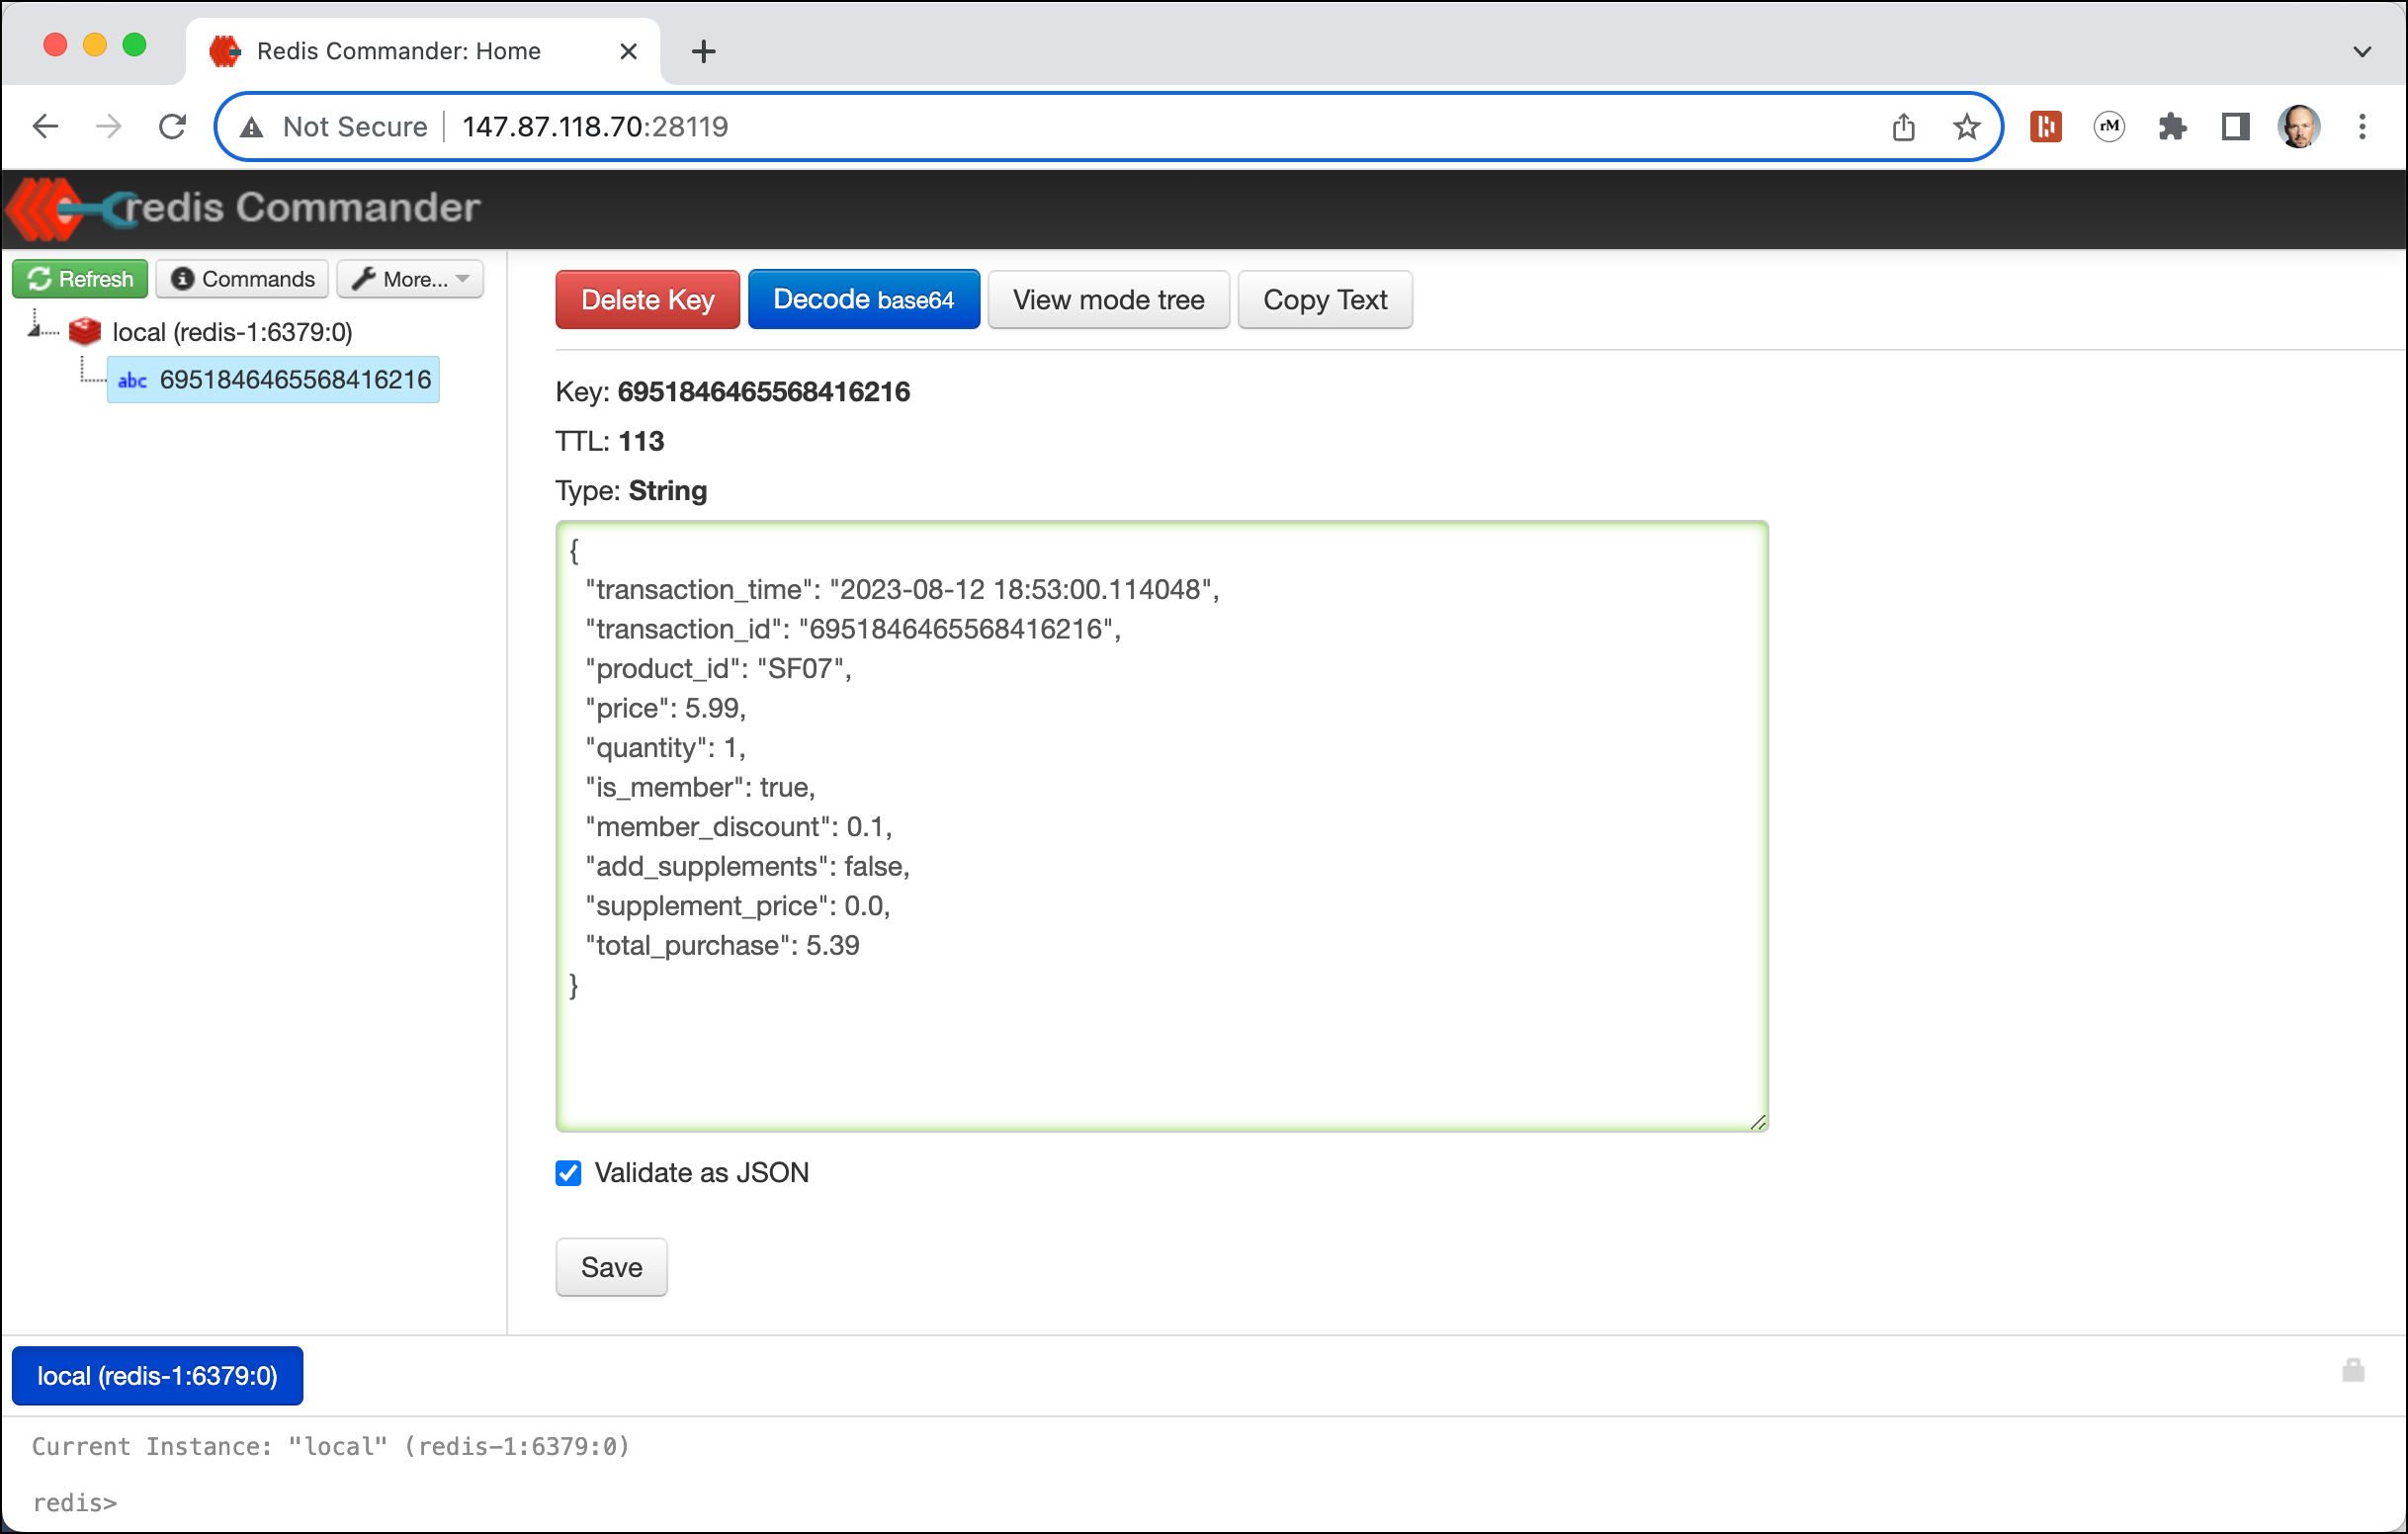 Redis Commander: Home
Not Secure 147.87.118.70:28119
rM
redis Commander
Refresh Commands More...
local (redis-1:6379:0)
abc 6951846465568416216
Delete Key Decode base64 View mode tree Copy Text
Key: 6951846465568416216
TTL: 113
Type: String
{
"transaction_time": "2023-08-12 18:53:00.114048",
"transaction_id": "6951846465568416216",
"product_id": "SF07",
"price": 5.99,
"quantity": 1,
"is_member": true,
"member_discount": 0.1,
"add_supplements": false,
"supplement_price": 0.0,
"total_purchase": 5.39
}
Validate as JSON
Save
local (redis-1:6379:0)
Current Instance: "local" (redis-1:6379:0)
redis>